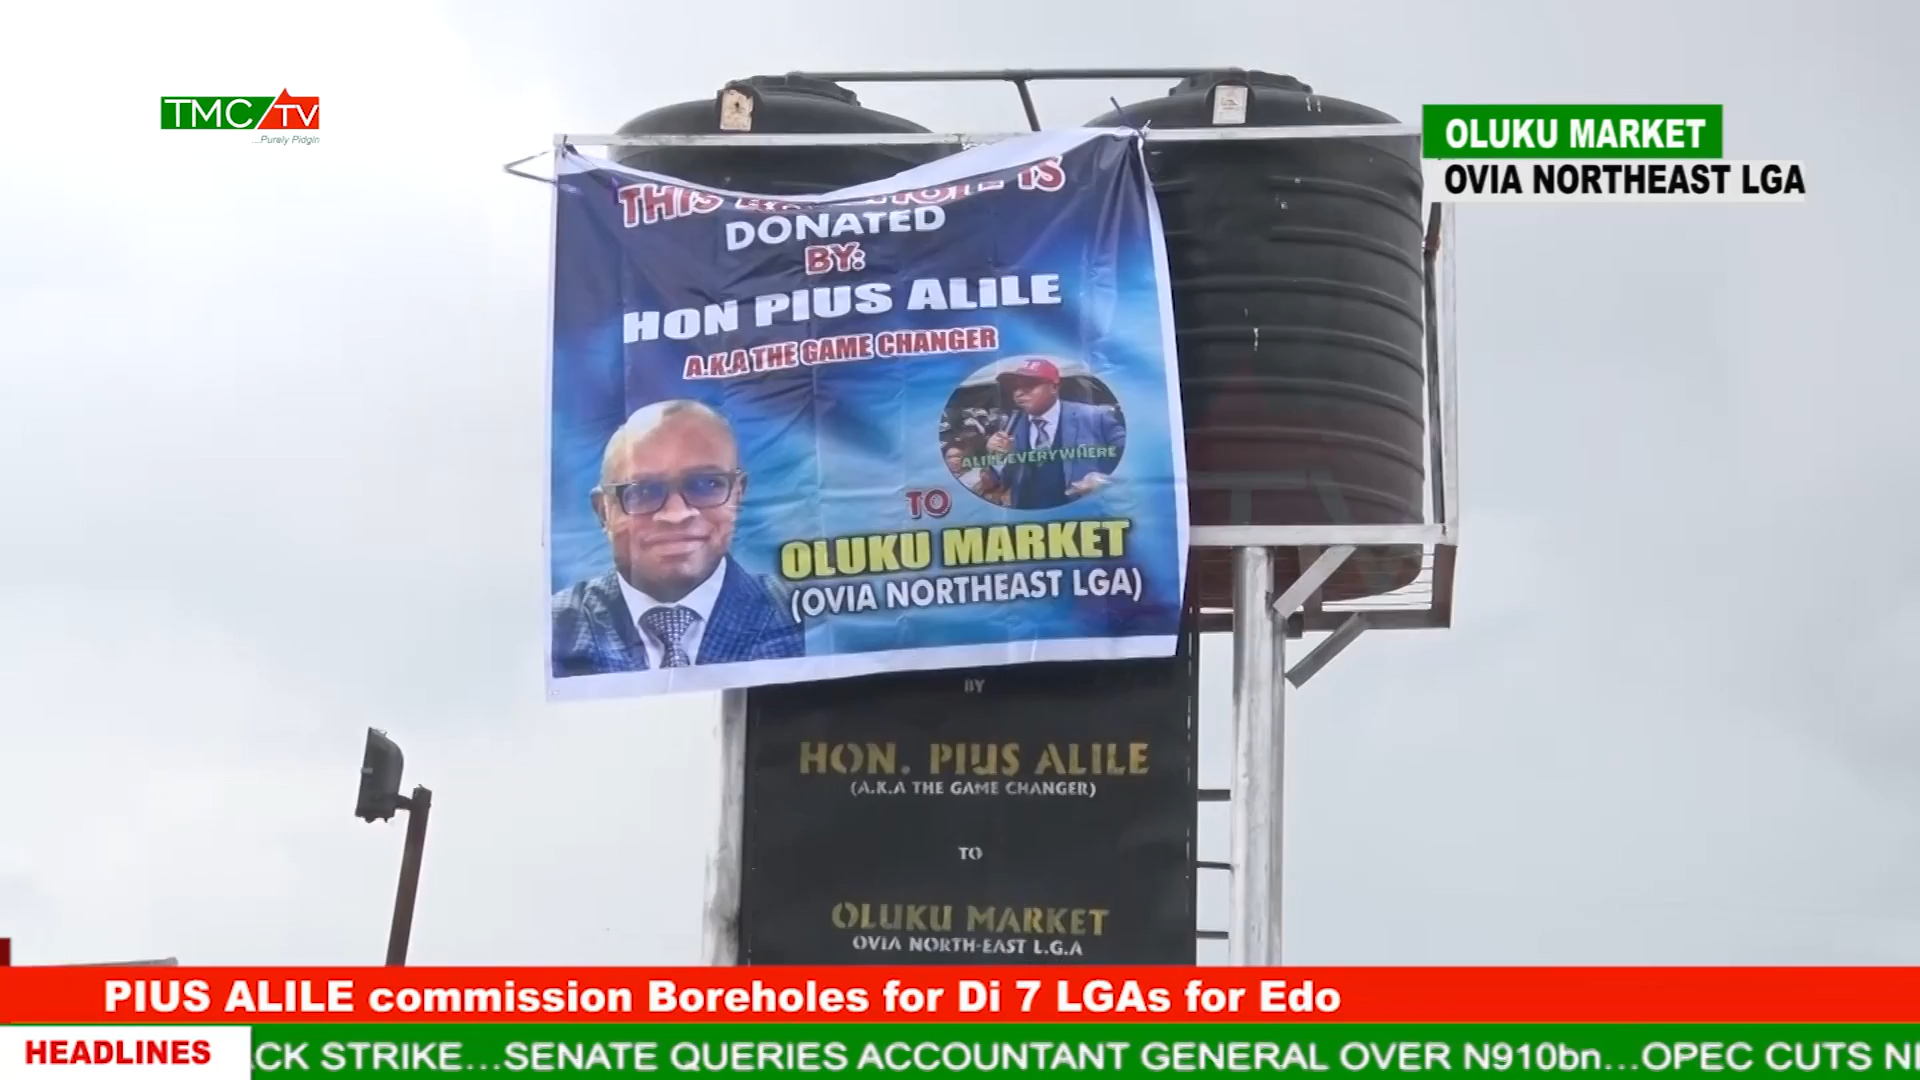 TMC TV
...Purely Pidgin
OLUKU MARKET
OVIA NORTHEAST LGA
THIS BOREHOLE IS
DONATED
BY:
HON PIUS ALILE
A.K.A THE GAME CHANGER
ALILE EVERYWHERE
TO
OLUKU MARKET
(OVIA NORTHEAST LGA)
BY
HON. PIUS ALILE
(A.K.A THE GAME CHANGER)
TO
OLUKU MARKET
OVIA NORTH-EAST L.G.A
PIUS ALILE commission Boreholes for Di 7 LGAs for Edo
HEADLINES
CK STRIKE...SENATE QUERIES ACCOUNTANT GENERAL OVER N910bn...OPEC CUTS